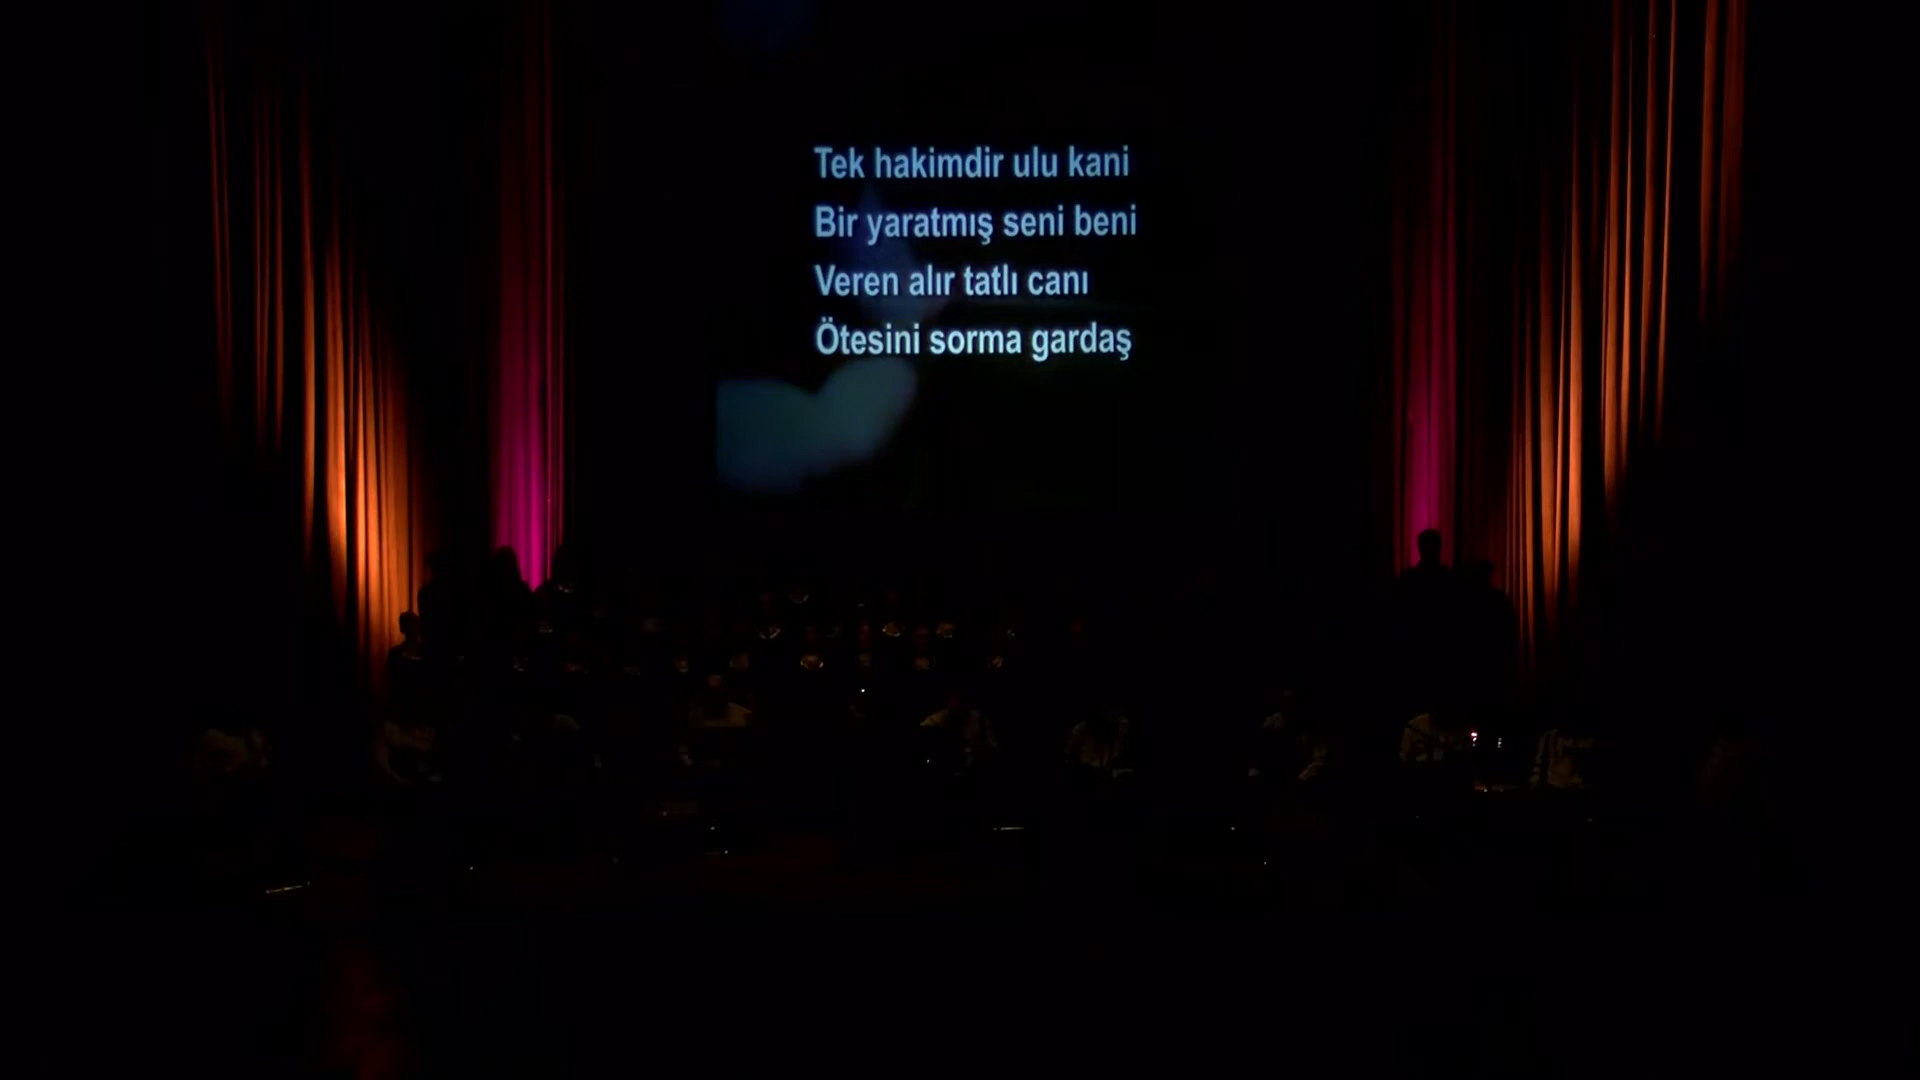 Tek hakimdir ulu kani
Bir yaratmış seni beni
Veren alır tatlı canı
Ötesini sorma gardaş